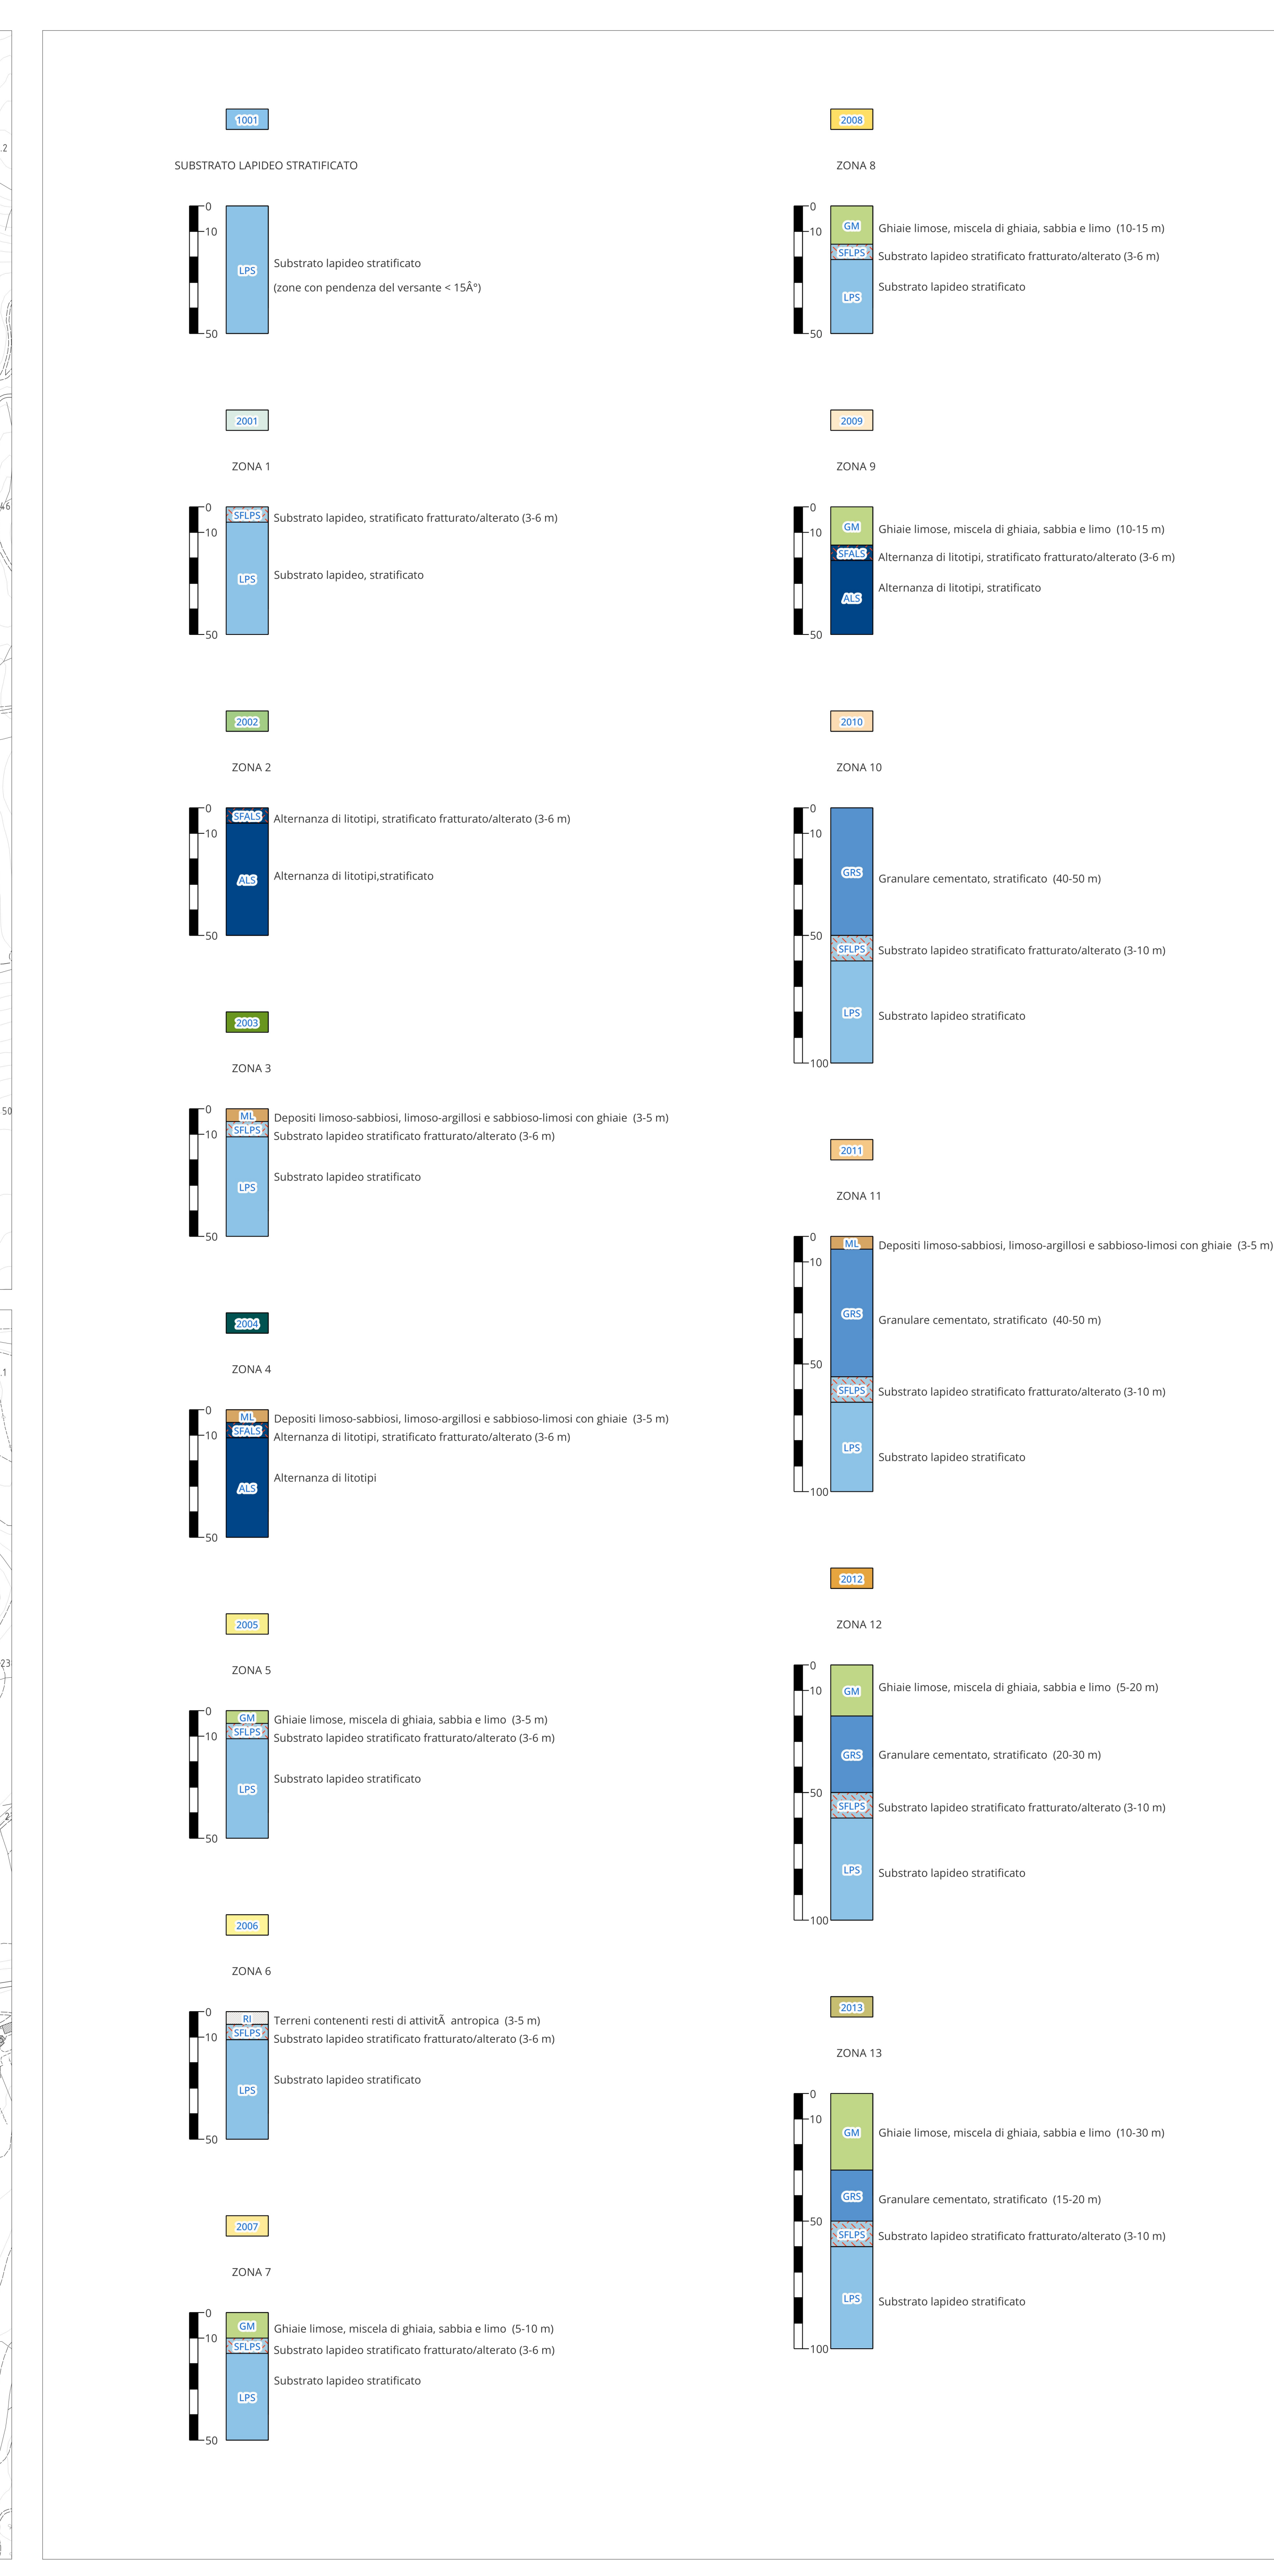 1001
SUBSTRATO LAPIDEO STRATIFICATO
0
10
LPS
Substrato lapideo stratificato
(zone con pendenza del versante < 15Â°)
50
2001
ZONA 1
0
SFLPS Substrato lapideo, stratificato fratturato/alterato (3-6 m)
10
LPS Substrato lapideo, stratificato
50
2002
ZONA 2
0
SFALS Alternanza di litotipi, stratificato fratturato/alterato (3-6 m)
10
ALS Alternanza di litotipi,stratificato
50
2003
ZONA 3
0
ML Depositi limoso-sabbiosi, limoso-argillosi e sabbioso-limosi con ghiaie (3-5 m)
SFLPS Substrato lapideo stratificato fratturato/alterato (3-6 m)
10
LPS Substrato lapideo stratificato
50
2004
ZONA 4
0
ML Depositi limoso-sabbiosi, limoso-argillosi e sabbioso-limosi con ghiaie (3-5 m)
SFALS Alternanza di litotipi, stratificato fratturato/alterato (3-6 m)
10
ALS Alternanza di litotipi
50
2005
ZONA 5
0
GM Ghiaie limose, miscela di ghiaia, sabbia e limo (3-5 m)
SFLPS Substrato lapideo stratificato fratturato/alterato (3-6 m)
10
LPS Substrato lapideo stratificato
50
2006
ZONA 6
0
RI Terreni contenenti resti di attivitÃ antropica (3-5 m)
SFLPS Substrato lapideo stratificato fratturato/alterato (3-6 m)
10
LPS Substrato lapideo stratificato
50
2007
ZONA 7
0
GM Ghiaie limose, miscela di ghiaia, sabbia e limo (5-10 m)
10
SFLPS Substrato lapideo stratificato fratturato/alterato (3-6 m)
LPS Substrato lapideo stratificato
50
2008
ZONA 8
0
GM Ghiaie limose, miscela di ghiaia, sabbia e limo (10-15 m)
10
SFLPS Substrato lapideo stratificato fratturato/alterato (3-6 m)
LPS Substrato lapideo stratificato
50
2009
ZONA 9
0
GM Ghiaie limose, miscela di ghiaia, sabbia e limo (10-15 m)
10
SFALS Alternanza di litotipi, stratificato fratturato/alterato (3-6 m)
ALS Alternanza di litotipi, stratificato
50
2010
ZONA 10
0
10
GRS Granulare cementato, stratificato (40-50 m)
50
SFLPS Substrato lapideo stratificato fratturato/alterato (3-10 m)
LPS Substrato lapideo stratificato
100
2011
ZONA 11
0
ML Depositi limoso-sabbiosi, limoso-argillosi e sabbioso-limosi con ghiaie (3-5 m)
10
GRS Granulare cementato, stratificato (40-50 m)
50
SFLPS Substrato lapideo stratificato fratturato/alterato (3-10 m)
LPS Substrato lapideo stratificato
100
2012
ZONA 12
0
GM Ghiaie limose, miscela di ghiaia, sabbia e limo (5-20 m)
10
GRS Granulare cementato, stratificato (20-30 m)
50
SFLPS Substrato lapideo stratificato fratturato/alterato (3-10 m)
LPS Substrato lapideo stratificato
100
2013
ZONA 13
0
10
GM Ghiaie limose, miscela di ghiaia, sabbia e limo (10-30 m)
GRS Granulare cementato, stratificato (15-20 m)
50
SFLPS Substrato lapideo stratificato fratturato/alterato (3-10 m)
LPS Substrato lapideo stratificato
100